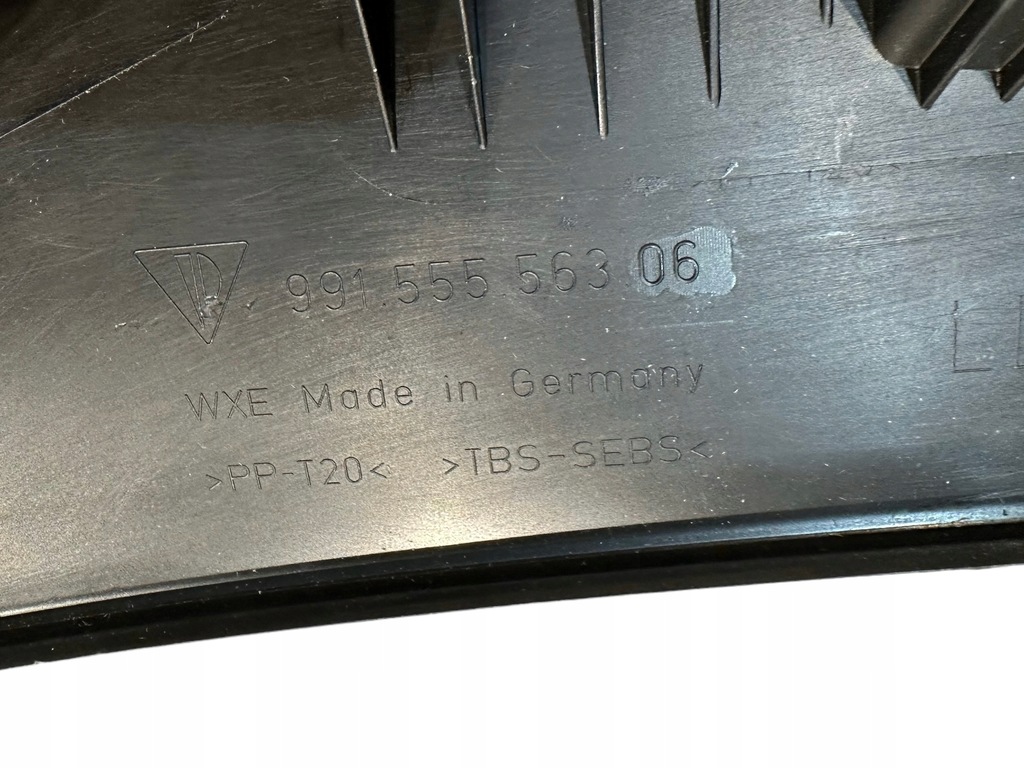 991.555.563 06
WXE Made in Germany
>PP-T20< >TBS-SEBS<